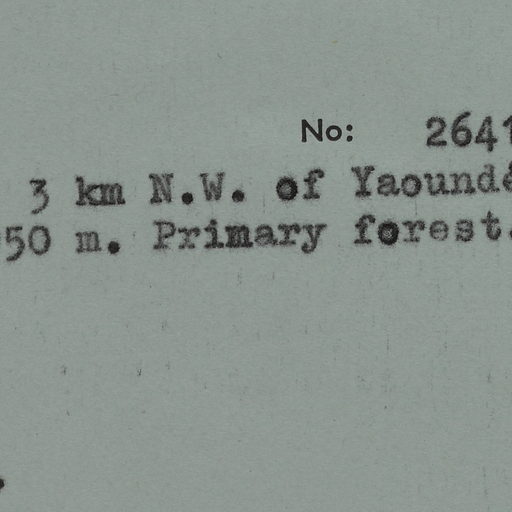 No: 2641
3 km N.W. of Yaoundé
50 m. Primary forest.